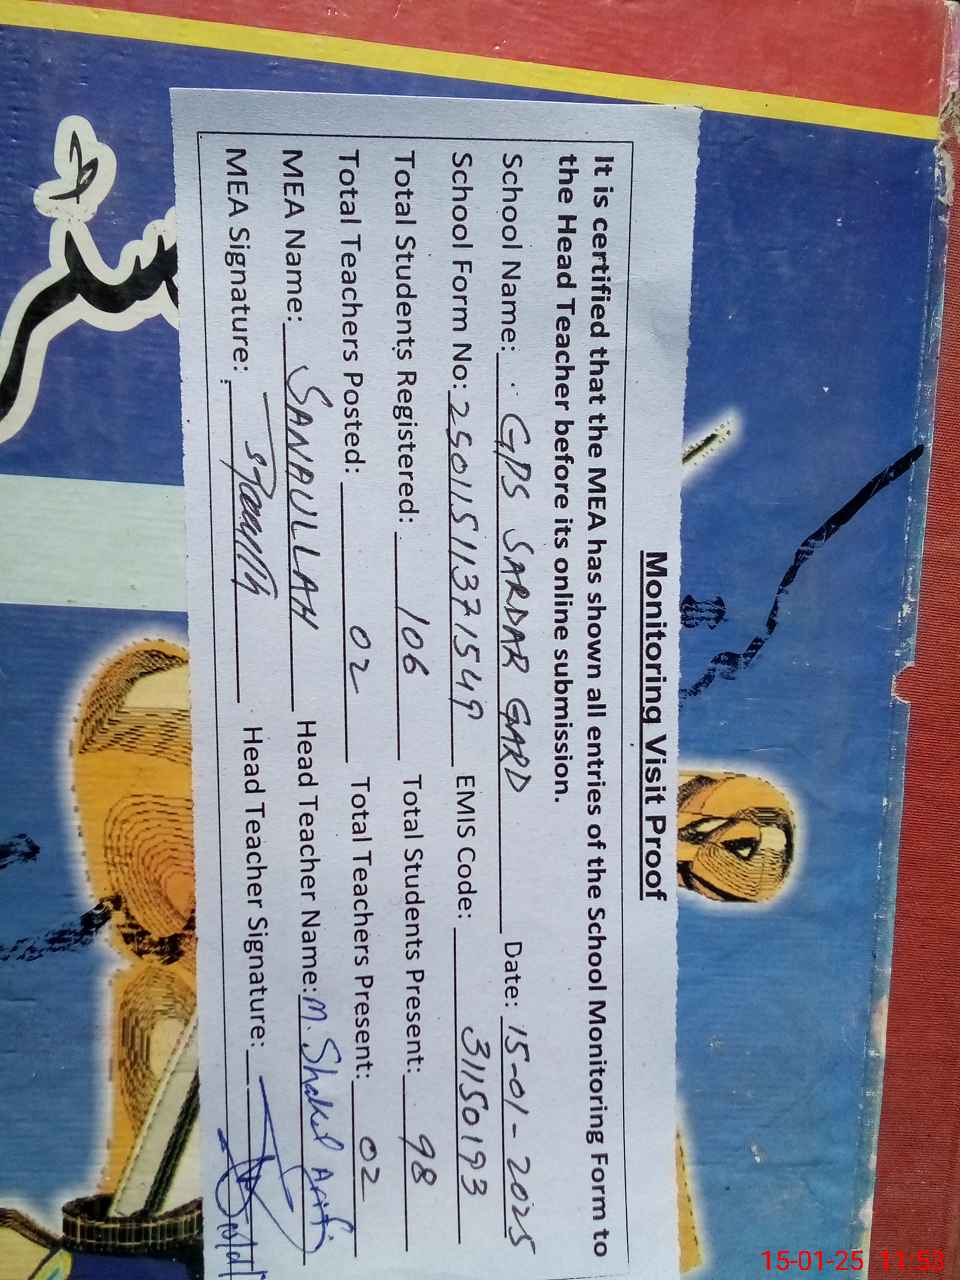 Monitoring Visit Proof
It is certified that the MEA has shown all entries of the School Monitoring Form to
the Head Teacher before its online submission.
School Name: GPS SARDAR GARD Date: 15-01-2025
School Form No: 25011511371549 EMIS Code: 31150193
Total Students Registered: 106 Total Students Present: 98
Total Teachers Posted: 02 Total Teachers Present: 02
MEA Name: SANAULLAH Head Teacher Name: M. Shakil
MEA Signature: Head Teacher Signature:
15-01-25 11:53